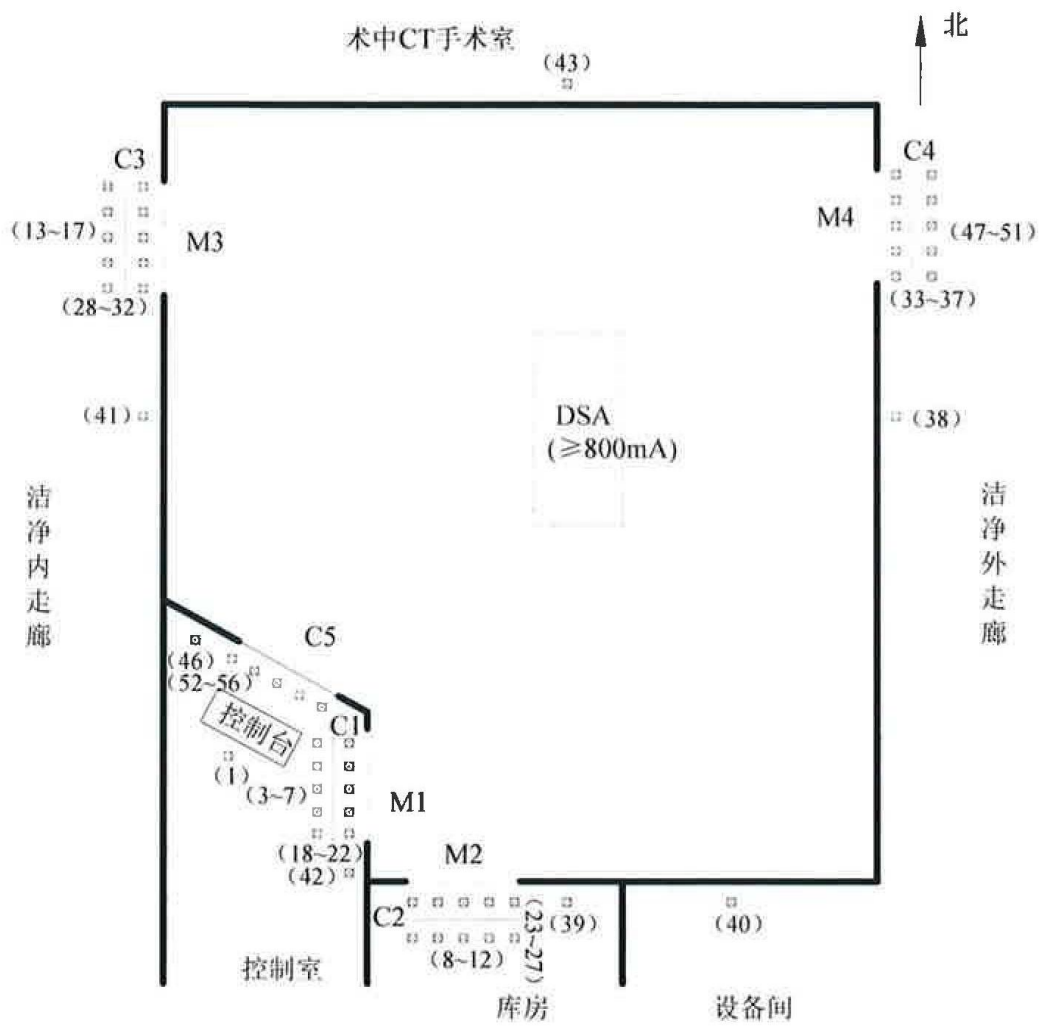 术中CT手术室
北
(43)
C3
C4
(13~17)
M3
M4
(47~51)
(28~32)
(33~37)
(41)
DSA
(≥800mA)
(38)
洁净内走廊
洁净外走廊
C5
(46)
(52~56)
控制台
C1
(1)
(3~7)
M1
(18~22)
M2
(42)
C2
(23~27)
(39)
(40)
(8~12)
控制室
库房
设备间